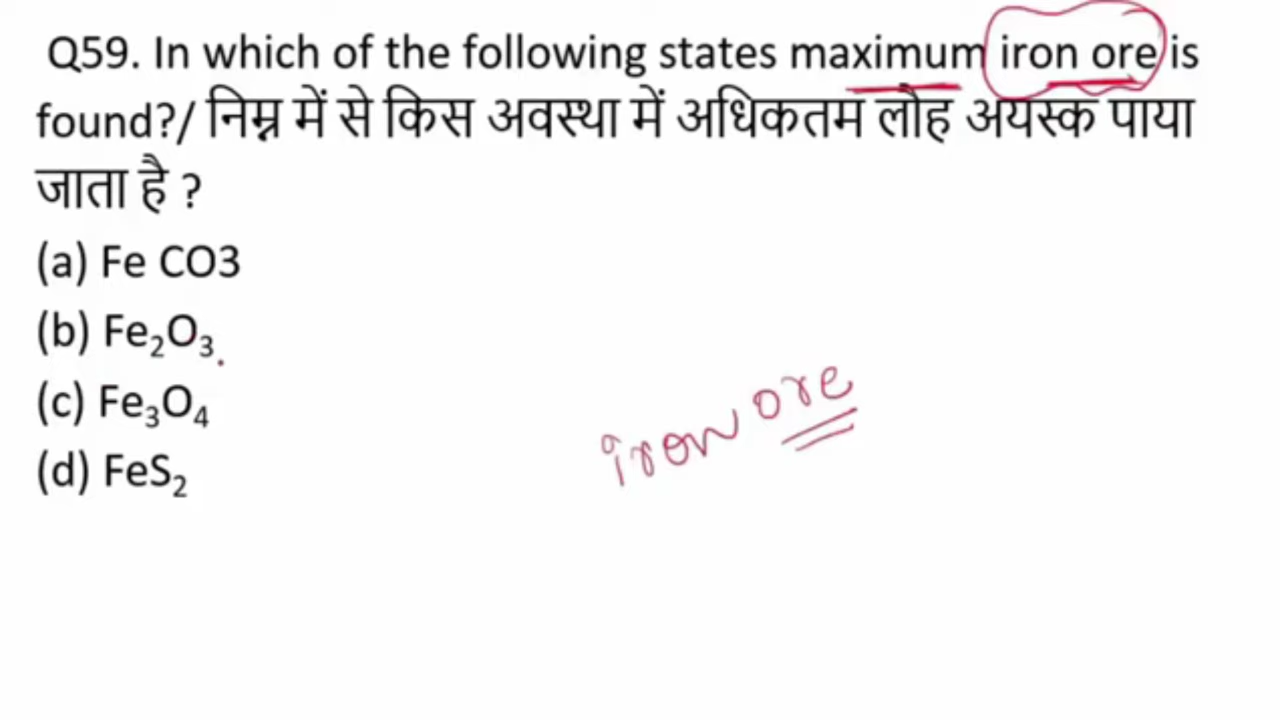 Q59. In which of the following states maximum iron ore is
found?/ निम्न में से किस अवस्था में अधिकतम लौह अयस्क पाया
जाता है ?
(a) Fe CO3
(b) Fe₂O₃
(c) Fe₃O₄
(d) FeS₂
iron ore